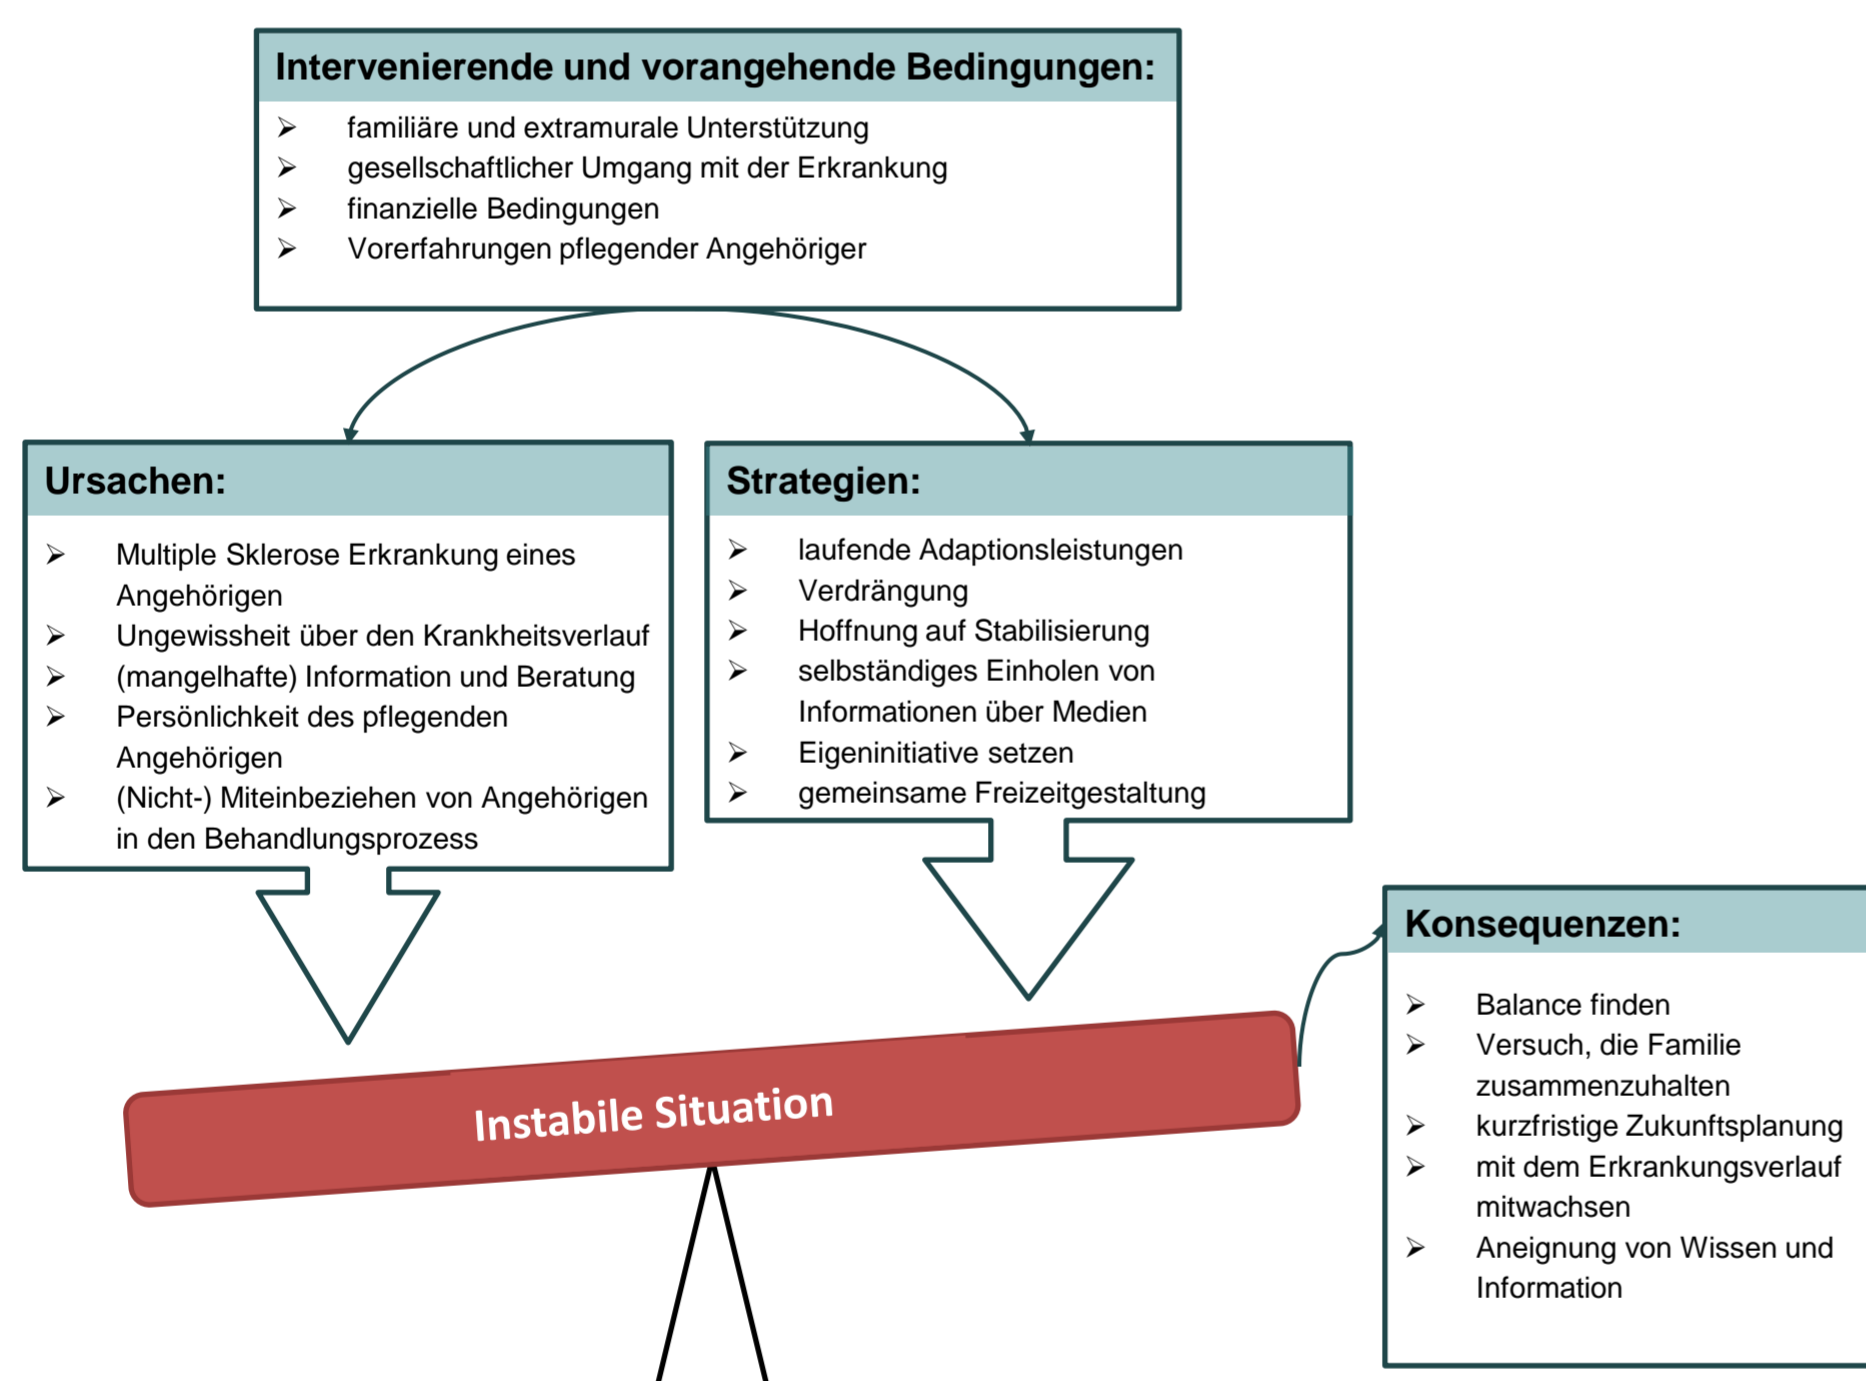 Intervenierende und vorangehende Bedingungen:
➢ familiäre und extramurale Unterstützung
➢ gesellschaftlicher Umgang mit der Erkrankung
➢ finanzielle Bedingungen
➢ Vorerfahrungen pflegender Angehöriger
Ursachen:
➢ Multiple Sklerose Erkrankung eines
Angehörigen
➢ Ungewissheit über den Krankheitsverlauf
➢ (mangelhafte) Information und Beratung
➢ Persönlichkeit des pflegenden
Angehörigen
➢ (Nicht-) Miteinbeziehen von Angehörigen
in den Behandlungsprozess
Strategien:
➢ laufende Adaptionsleistungen
➢ Verdrängung
➢ Hoffnung auf Stabilisierung
➢ selbständiges Einholen von
Informationen über Medien
➢ Eigeninitiative setzen
➢ gemeinsame Freizeitgestaltung
Instabile Situation
Konsequenzen:
➢ Balance finden
➢ Versuch, die Familie
zusammenzuhalten
➢ kurzfristige Zukunftsplanung
➢ mit dem Erkrankungsverlauf
mitwachsen
➢ Aneignung von Wissen und
Information